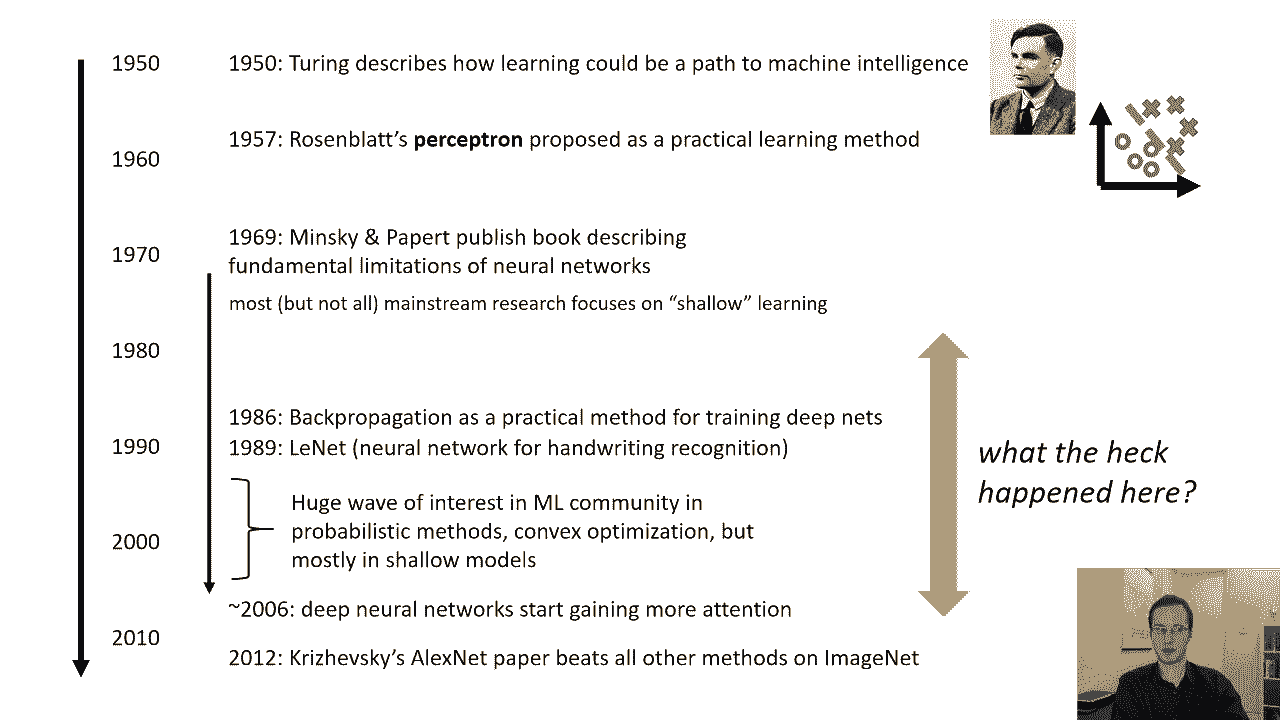 1950
1950: Turing describes how learning could be a path to machine intelligence
1957: Rosenblatt's perceptron proposed as a practical learning method
1960
1969: Minsky & Papert publish book describing
1970
fundamental limitations of neural networks
most (but not all) mainstream research focuses on “shallow” learning
1980
1986: Backpropagation as a practical method for training deep nets
1990
1989: LeNet (neural network for handwriting recognition)
what the heck
happened here?
Huge wave of interest in ML community in
probabilistic methods, convex optimization, but
2000
mostly in shallow models
~2006: deep neural networks start gaining more attention
2010
2012: Krizhevsky's AlexNet paper beats all other methods on ImageNet